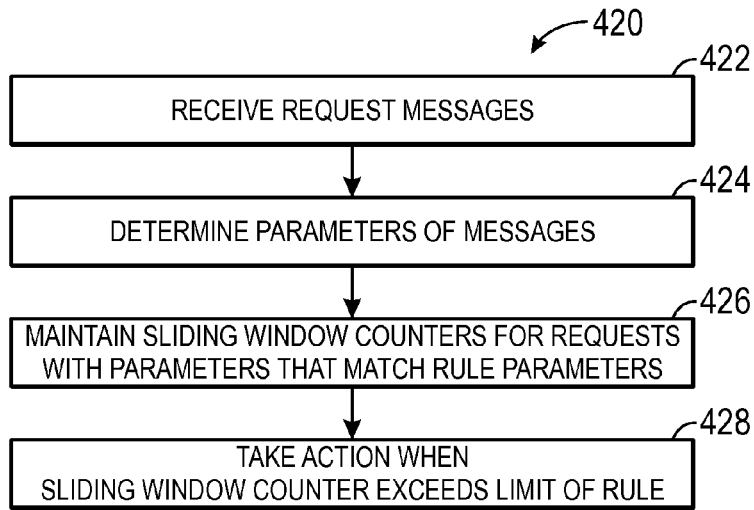 420
422
RECEIVE REQUEST MESSAGES
424
DETERMINE PARAMETERS OF MESSAGES
426
MAINTAIN SLIDING WINDOW COUNTERS FOR REQUESTS
WITH PARAMETERS THAT MATCH RULE PARAMETERS
428
TAKE ACTION WHEN
SLIDING WINDOW COUNTER EXCEEDS LIMIT OF RULE